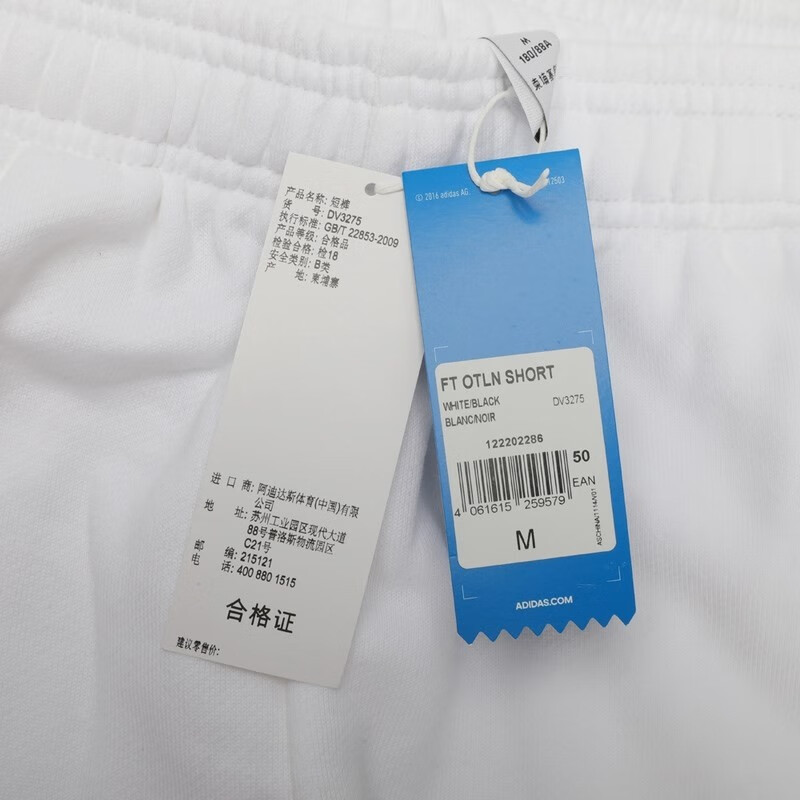 M
180/88A
产品名称: 短裤
货 号: DV3275
执行标准: GB/T 22853-2009
产品等级: 合格品
检验合格: 检18
安全类别: B类
产 地: 柬埔寨
进 口 商: 阿迪达斯体育(中国)有限
公司
地 址: 苏州工业园区现代大道
88号普洛斯物流园区
C21号
邮 编: 215121
电 话: 400 880 1515
合格证
建议零售价:
© 2016 adidas AG.
FT OTLN SHORT
WHITE/BLACK DV3275
BLANC/NOIR
122202286
50
EAN
4 061615 259579
M
ASCHINA/1114/V01
ADIDAS.COM